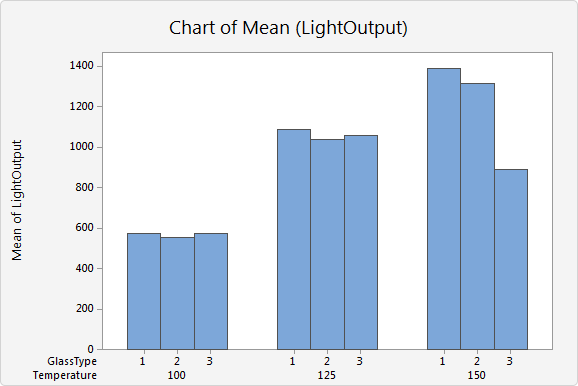 Chart of Mean (LightOutput)
Mean of LightOutput
1400
1200
1000
800
600
400
200
0
GlassType 1 2 3 1 2 3 1 2 3
Temperature 100 125 150